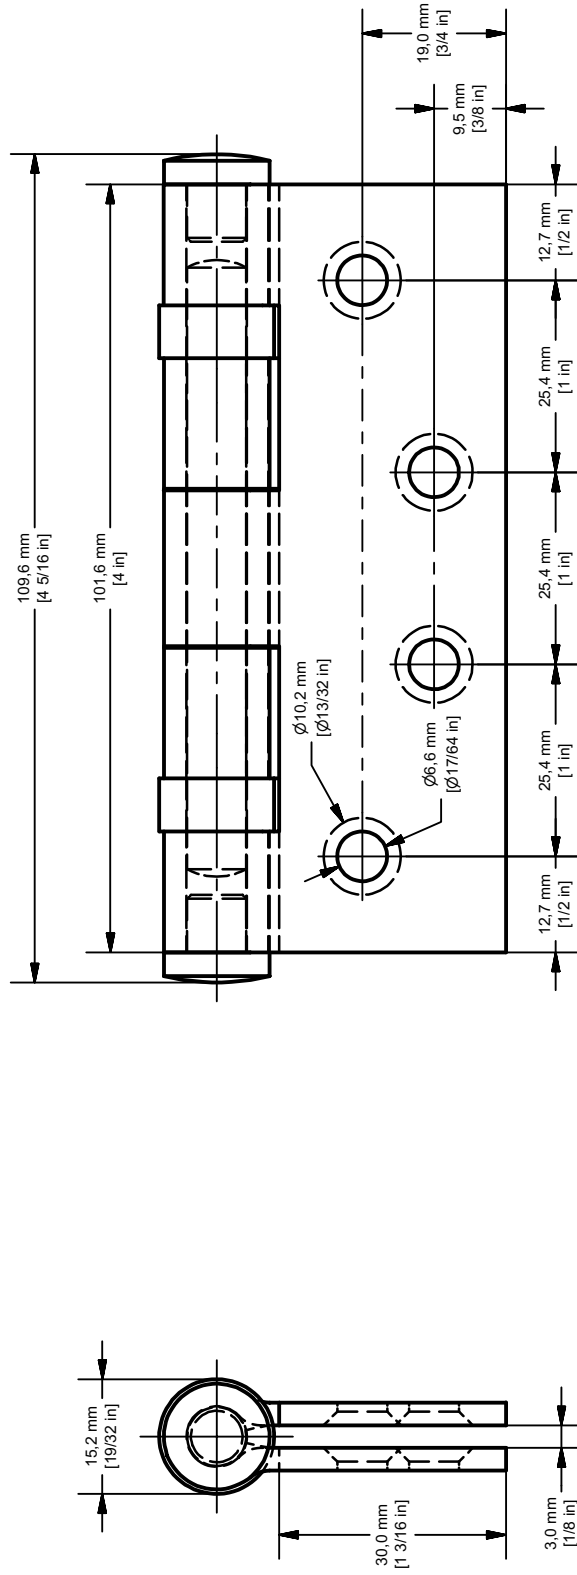 19,0 mm
[3/4 in]
9,5 mm
[3/8 in]
12,7 mm
[1/2 in]
25,4 mm
[1 in]
109,6 mm
[4 5/16 in]
101,6 mm
[4 in]
25,4 mm
[1 in]
Ø10,2 mm
[Ø13/32 in]
Ø6,6 mm
[Ø17/64 in]
25,4 mm
[1 in]
12,7 mm
[1/2 in]
15,2 mm
[19/32 in]
30,0 mm
[1 3/16 in]
3,0 mm
[1/8 in]